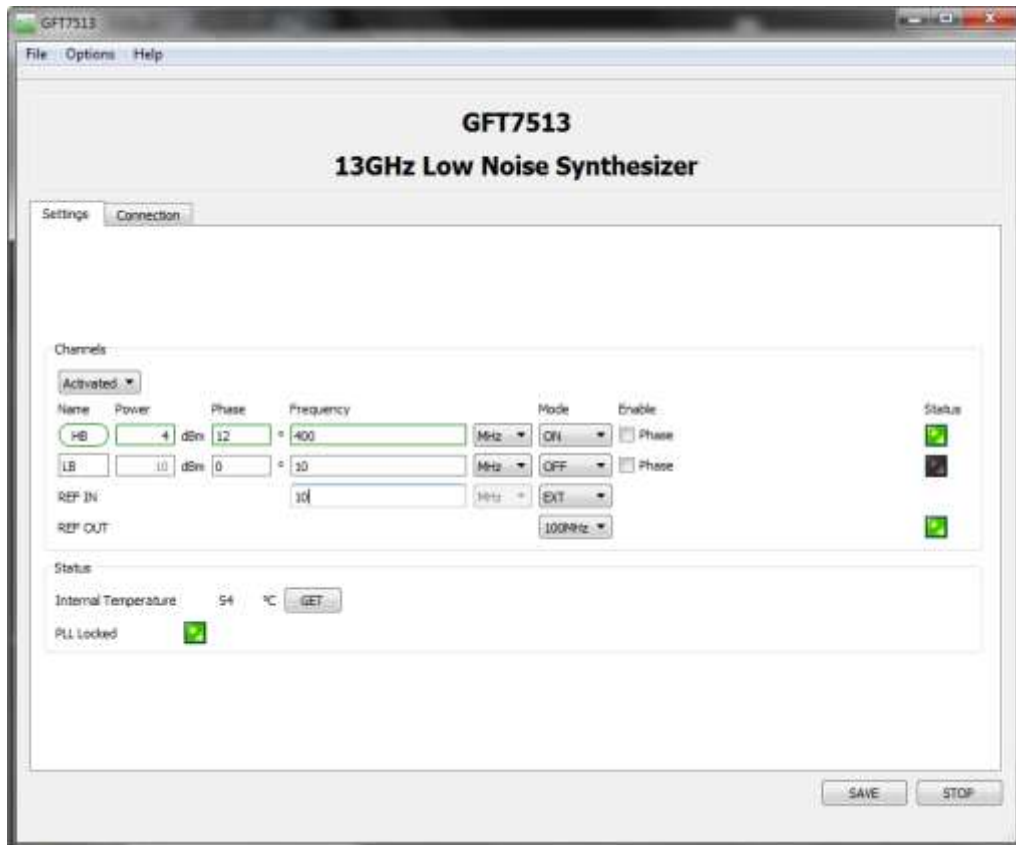 GFT7513
File Options Help
GFT7513
13GHz Low Noise Synthesizer
Settings Connection
Channels
Activated
Name Power Phase Frequency Mode Enable Status
HB 4 dBm 12 ° 400 MHz ON Phase
LB 10 dBm 0 ° 10 MHz OFF Phase
REF IN 10 MHz EXT
REF OUT 100MHz
Status
Internal Temperature 54 °C GET
PLL Locked
SAVE STOP